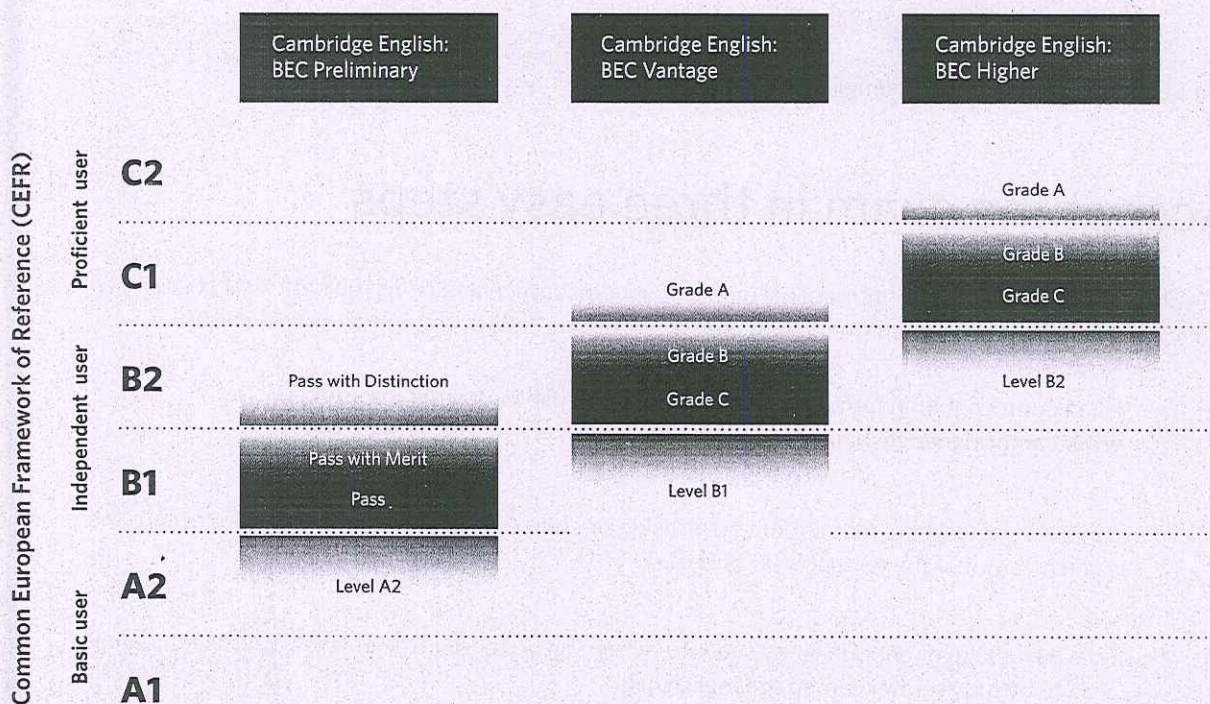 Cambridge English:
BEC Preliminary
Cambridge English:
BEC Vantage
Cambridge English:
BEC Higher
Common European Framework of Reference (CEFR)
Proficient user
Independent user
Basic user
C2
Grade A
C1
Grade A
Grade B
Grade C
B2
Pass with Distinction
Grade B
Grade C
Level B2
B1
Pass with Merit
Pass
Level B1
A2
Level A2
A1